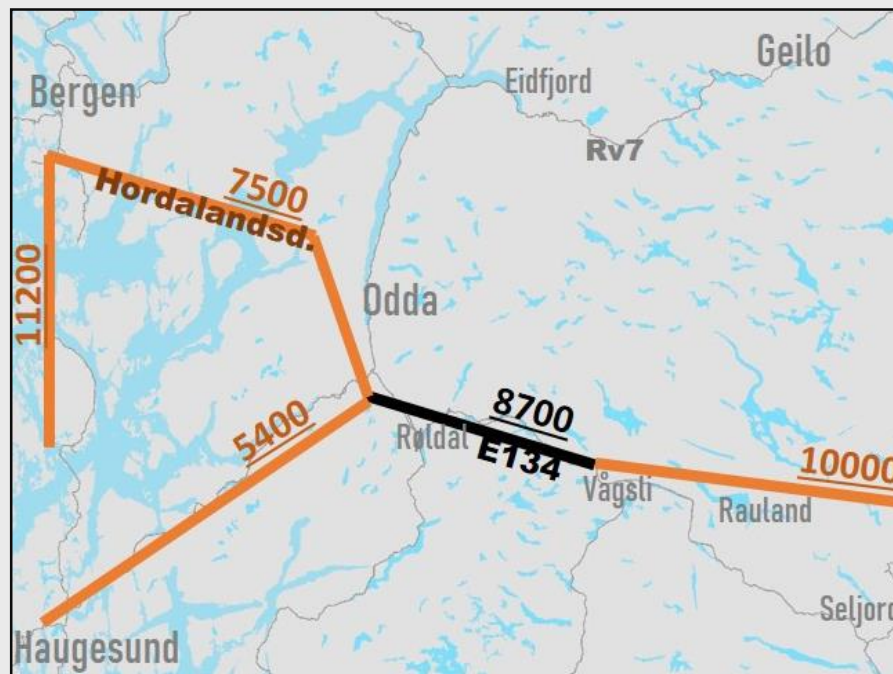 Geilo
Bergen
Eidfjord
Rv7
7500
Hordalandsd.
11200
Odda
8700
5400
Røldal
E134
10000
Vågsli
Rauland
Seljord
Haugesund